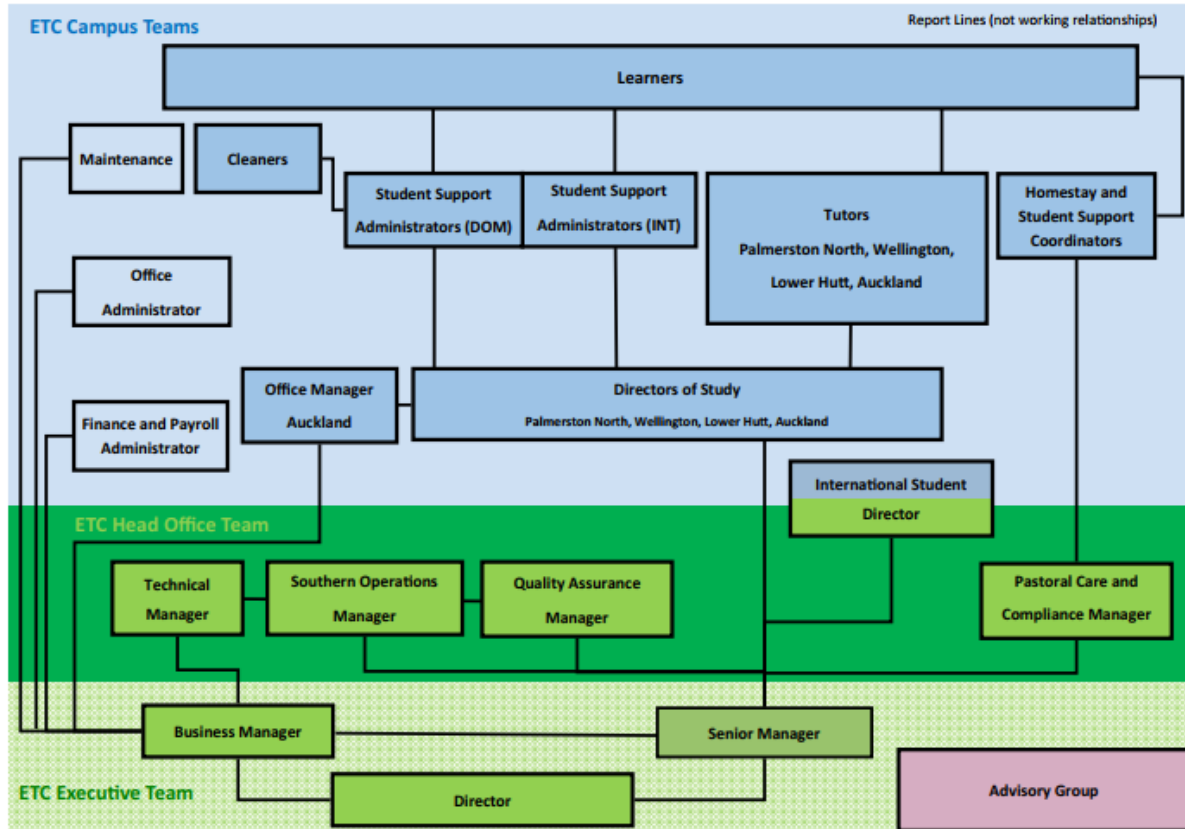 ETC Campus Teams
Report Lines (not working relationships)
Learners
Maintenance
Cleaners
Student Support
Administrators (DOM)
Student Support
Administrators (INT)
Tutors
Palmerston North, Wellington,
Lower Hutt, Auckland
Homestay and
Student Support
Coordinators
Office
Administrator
Office Manager
Auckland
Directors of Study
Palmerston North, Wellington, Lower Hutt, Auckland
Finance and Payroll
Administrator
International Student
Director
ETC Head Office Team
Technical
Manager
Southern Operations
Manager
Quality Assurance
Manager
Pastoral Care and
Compliance Manager
Business Manager
Senior Manager
ETC Executive Team
Director
Advisory Group